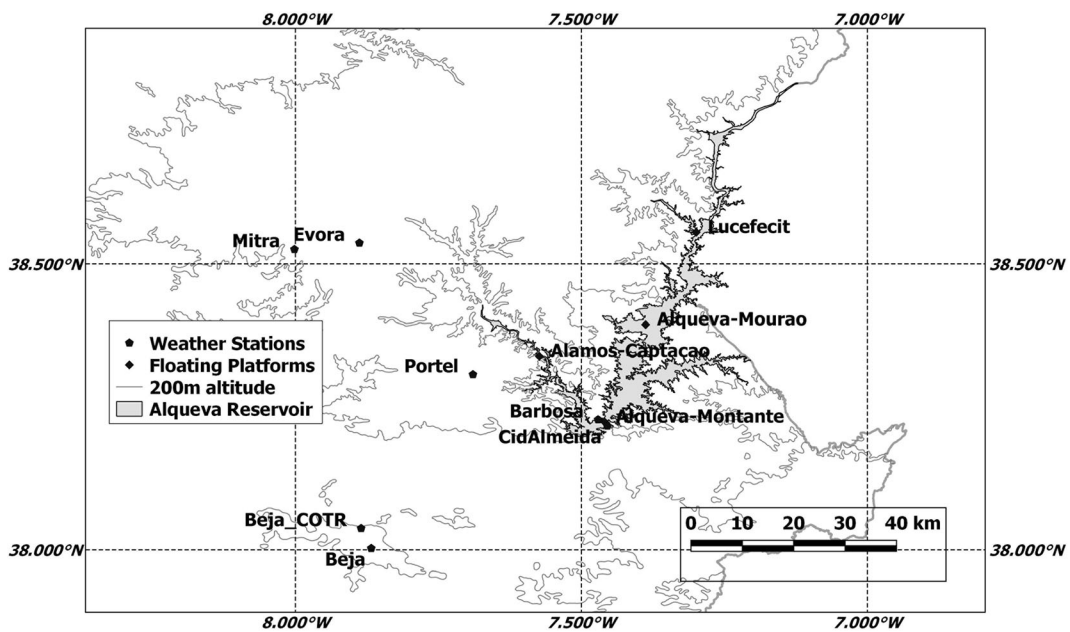 8.000°W 7.500°W 7.000°W
Lucefecit
Mitra Evora
38.500°N 38.500°N
Alqueva-Mourao
Weather Stations
Floating Platforms
200m altitude
Alqueva Reservoir
Alamos-Captacao
Portel
Barbosa Alqueva-Montante
CidAlmeida
Beja_COTR
0 10 20 30 40 km
38.000°N 38.000°N
Beja
8.000°W 7.500°W 7.000°W